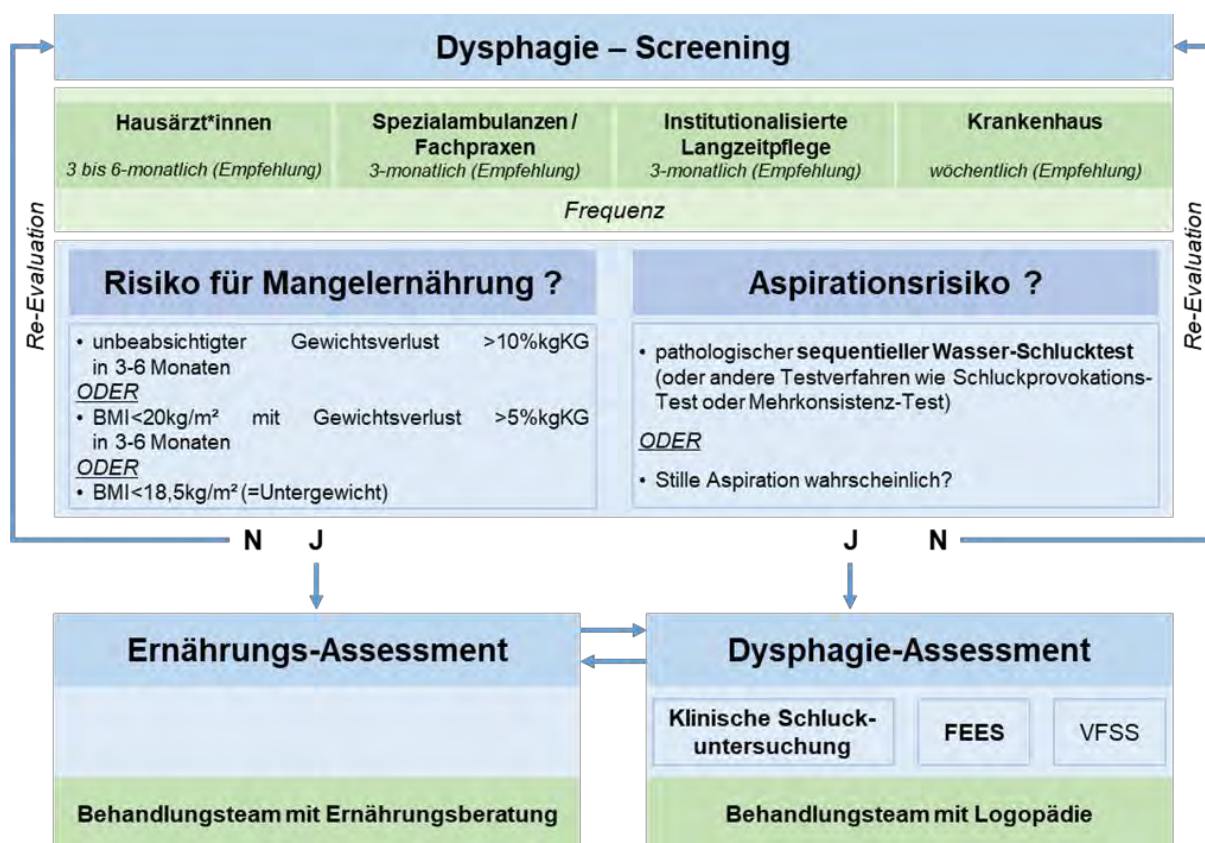 Dysphagie – Screening
Hausärzt*innen
3 bis 6-monatlich (Empfehlung)
Spezialambulanzen /
Fachpraxen
3-monatlich (Empfehlung)
Institutionalisierte
Langzeitpflege
3-monatlich (Empfehlung)
Krankenhaus
wöchentlich (Empfehlung)
Frequenz
Re-Evaluation
Re-Evaluation
Risiko für Mangelernährung ?
• unbeabsichtigter Gewichtsverlust >10%kgKG
in 3-6 Monaten
ODER
• BMI<20kg/m² mit Gewichtsverlust >5%kgKG
in 3-6 Monaten
ODER
• BMI<18,5kg/m² (=Untergewicht)
Aspirationsrisiko ?
• pathologischer sequentieller Wasser-Schlucktest
(oder andere Testverfahren wie Schluckprovokations-
Test oder Mehrkonsistenz-Test)
ODER
• Stille Aspiration wahrscheinlich?
N J
J N
Ernährungs-Assessment
Behandlungsteam mit Ernährungsberatung
Dysphagie-Assessment
Klinische Schluck-
untersuchung
FEES
VFSS
Behandlungsteam mit Logopädie